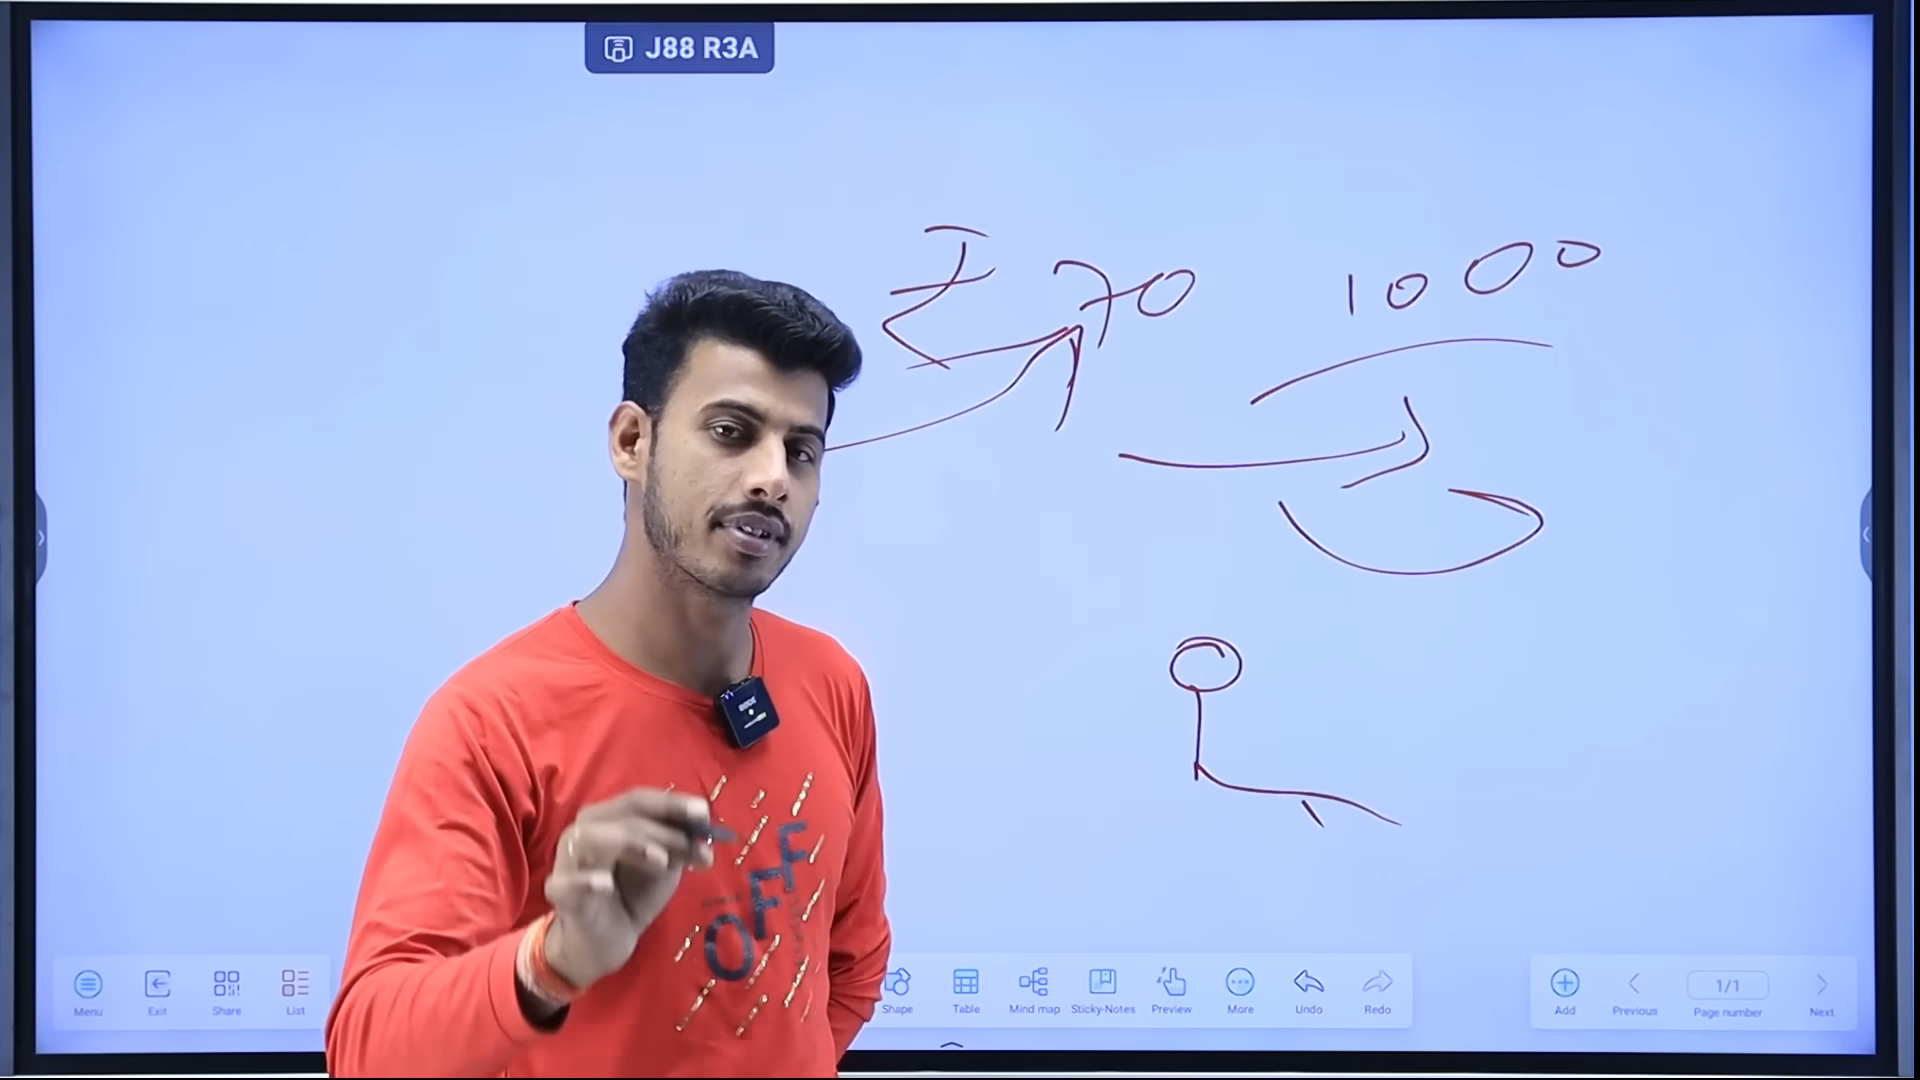 J88 R3A
₹ 70 1000
OFF
Menu Exit Share List Shape Table Mind map Sticky-Notes Preview More Undo Redo Add Previous 1/1 Page number Next